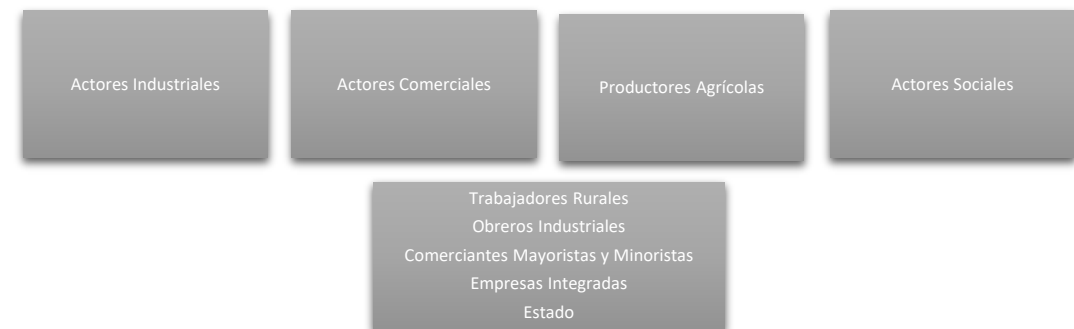 Actores Industriales
Actores Comerciales
Productores Agrícolas
Actores Sociales
Trabajadores Rurales
Obreros Industriales
Comerciantes Mayoristas y Minoristas
Empresas Integradas
Estado